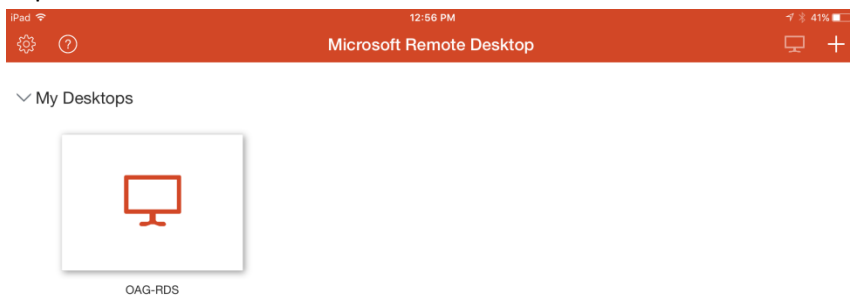 iPad 12:56 PM 41%
? Microsoft Remote Desktop +
My Desktops
OAG-RDS